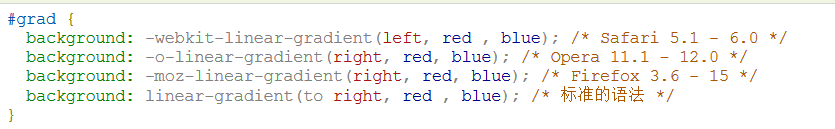 #grad {
  background: -webkit-linear-gradient(left, red , blue); /* Safari 5.1 - 6.0 */
  background: -o-linear-gradient(right, red, blue); /* Opera 11.1 - 12.0 */
  background: -moz-linear-gradient(right, red, blue); /* Firefox 3.6 - 15 */
  background: linear-gradient(to right, red , blue); /* 标准的语法 */
}